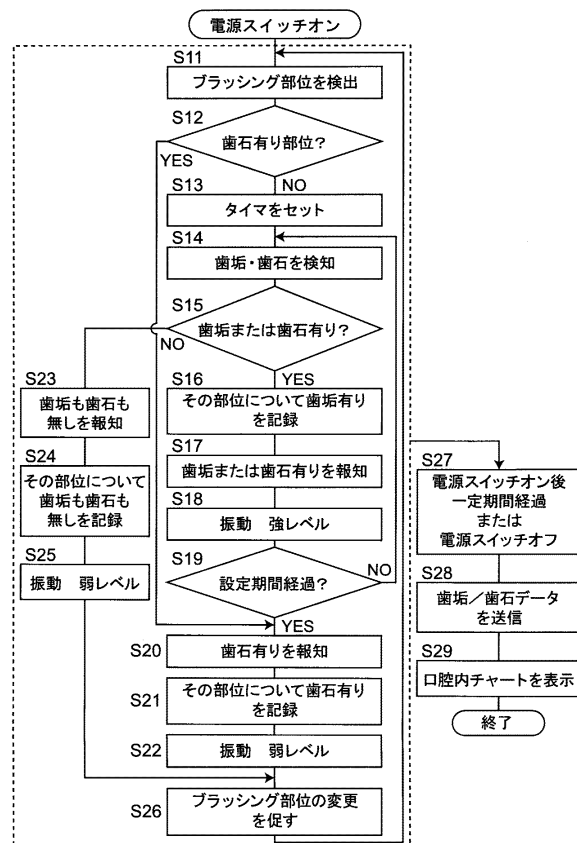 電源スイッチオン
S11
ブラッシング部位を検出
S12
歯石有り部位?
YES
NO
S13
タイマをセット
S14
歯垢・歯石を検知
S15
歯垢または歯石有り?
NO
YES
S16
その部位について歯垢有り
を記録
S17
歯垢または歯石有りを報知
S18
振動 強レベル
S19
設定期間経過?
NO
YES
S20
歯石有りを報知
S21
その部位について歯石有り
を記録
S22
振動 弱レベル
S23
歯垢も歯石も
無しを報知
S24
その部位について
歯垢も歯石も
無しを記録
S25
振動 弱レベル
S26
ブラッシング部位の変更
を促す
S27
電源スイッチオン後
一定期間経過
または
電源スイッチオフ
S28
歯垢/歯石データ
を送信
S29
口腔内チャートを表示
終了